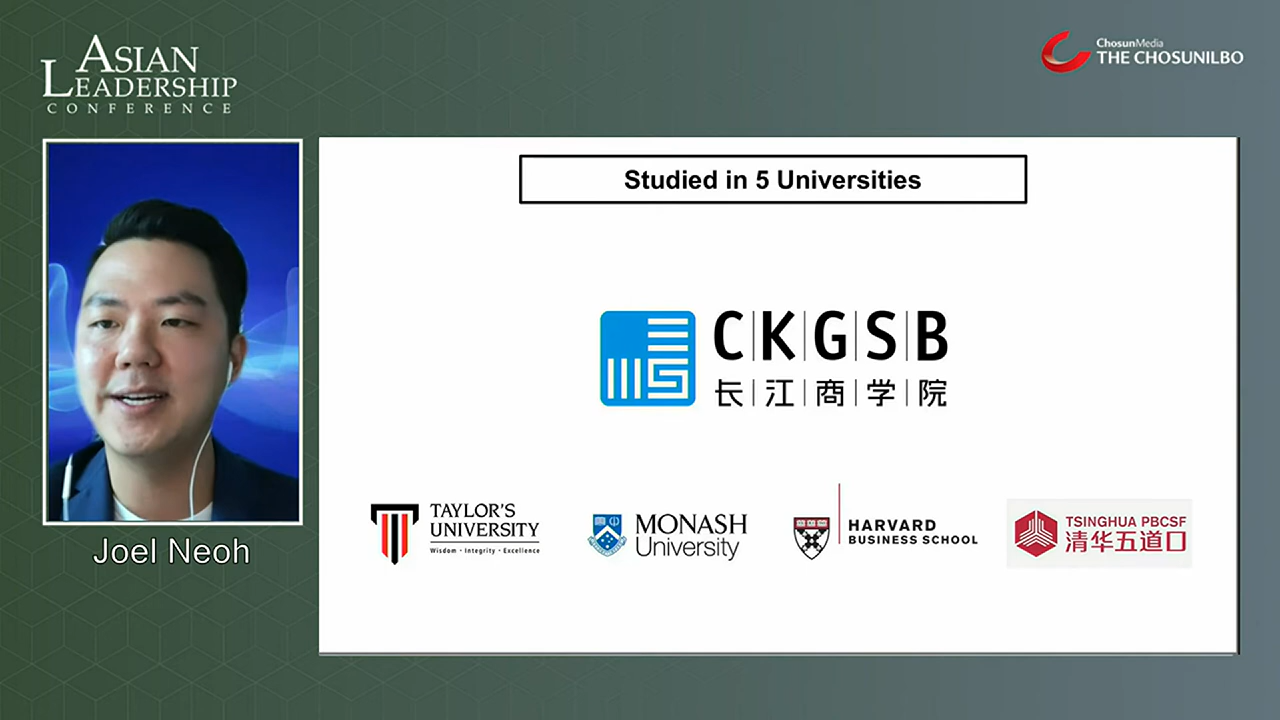 ASIAN
LEADERSHIP
CONFERENCE
ChosunMedia
THE CHOSUNILBO
Joel Neoh
Studied in 5 Universities
CKGSB
长江商学院
TAYLOR'S
UNIVERSITY
Wisdom • Integrity • Excellence
MONASH
University
HARVARD
BUSINESS SCHOOL
TSINGHUA PBCSF
清华五道口